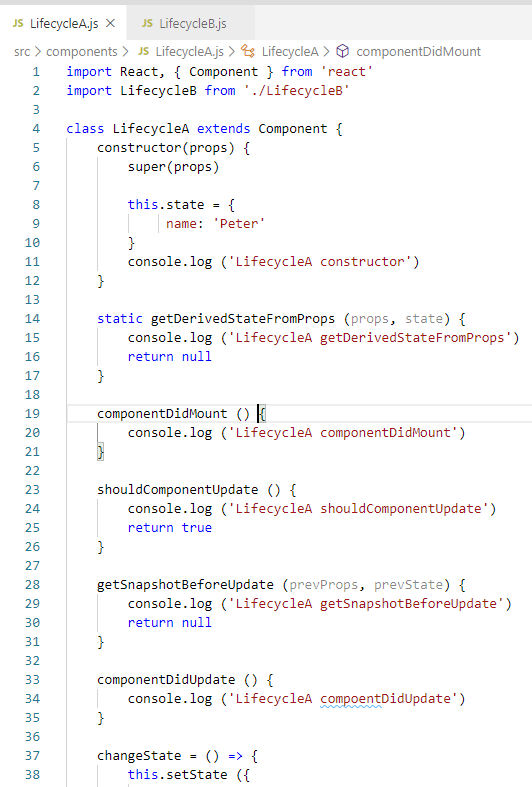 JS LifecycleA.js × JS LifecycleB.js
src > components > JS LifecycleA.js > LifecycleA > componentDidMount
1 import React, { Component } from 'react'
2 import LifecycleB from './LifecycleB'
3
4 class LifecycleA extends Component {
5 constructor(props) {
6 super(props)
7
8 this.state = {
9 name: 'Peter'
10 }
11 console.log ('LifecycleA constructor')
12 }
13
14 static getDerivedStateFromProps (props, state) {
15 console.log ('LifecycleA getDerivedStateFromProps')
16 return null
17 }
18
19 componentDidMount () {
20 console.log ('LifecycleA componentDidMount')
21 }
22
23 shouldComponentUpdate () {
24 console.log ('LifecycleA shouldComponentUpdate')
25 return true
26 }
27
28 getSnapshotBeforeUpdate (prevProps, prevState) {
29 console.log ('LifecycleA getSnapshotBeforeUpdate')
30 return null
31 }
32
33 componentDidUpdate () {
34 console.log ('LifecycleA compoentDidUpdate')
35 }
36
37 changeState = () => {
38 this.setState ({